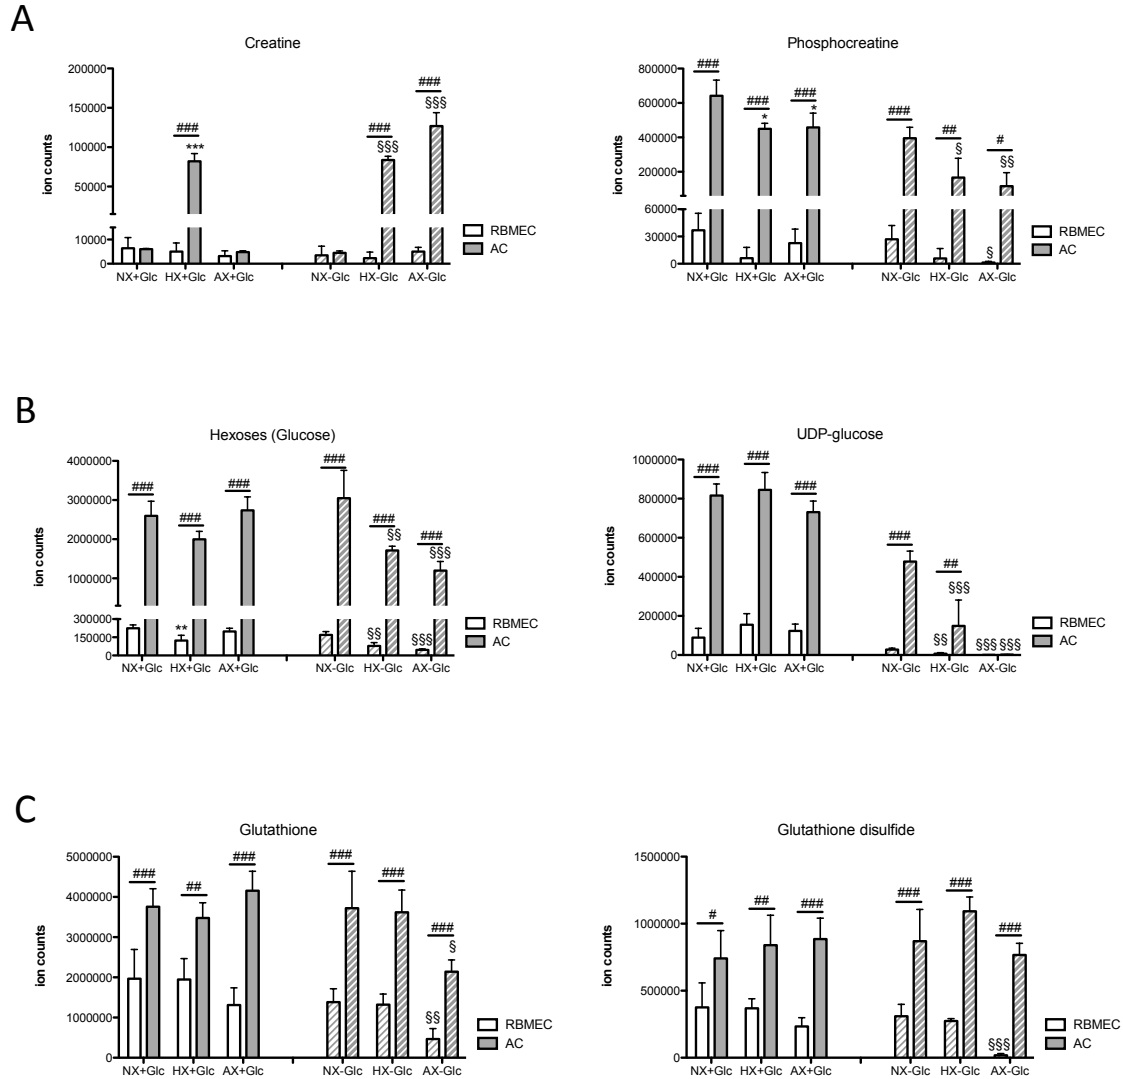 A
Creatine
ion counts
200000
150000
100000
50000
10000
0
###
***
###
§§§
###
§§§
NX+Glc HX+Glc AX+Glc NX-Glc HX-Glc AX-Glc
RBMEC
AC
Phosphocreatine
ion counts
800000
600000
400000
200000
60000
30000
0
###
###
*
###
*
###
##
§
#
§§
§
NX+Glc HX+Glc AX+Glc NX-Glc HX-Glc AX-Glc
RBMEC
AC
B
Hexoses (Glucose)
ion counts
4000000
3000000
2000000
1000000
300000
150000
0
###
###
**
###
###
###
§§
§§
###
§§§
§§§
NX+Glc HX+Glc AX+Glc NX-Glc HX-Glc AX-Glc
RBMEC
AC
UDP-glucose
ion counts
1000000
800000
600000
400000
200000
0
###
###
###
###
##
§§§
§§
§§§ §§§
NX+Glc HX+Glc AX+Glc NX-Glc HX-Glc AX-Glc
RBMEC
AC
C
Glutathione
ion counts
5000000
4000000
3000000
2000000
1000000
0
###
##
###
###
###
###
§
§§
NX+Glc HX+Glc AX+Glc NX-Glc HX-Glc AX-Glc
RBMEC
AC
Glutathione disulfide
ion counts
1500000
1000000
500000
0
#
##
###
###
###
###
§§§
NX+Glc HX+Glc AX+Glc NX-Glc HX-Glc AX-Glc
RBMEC
AC